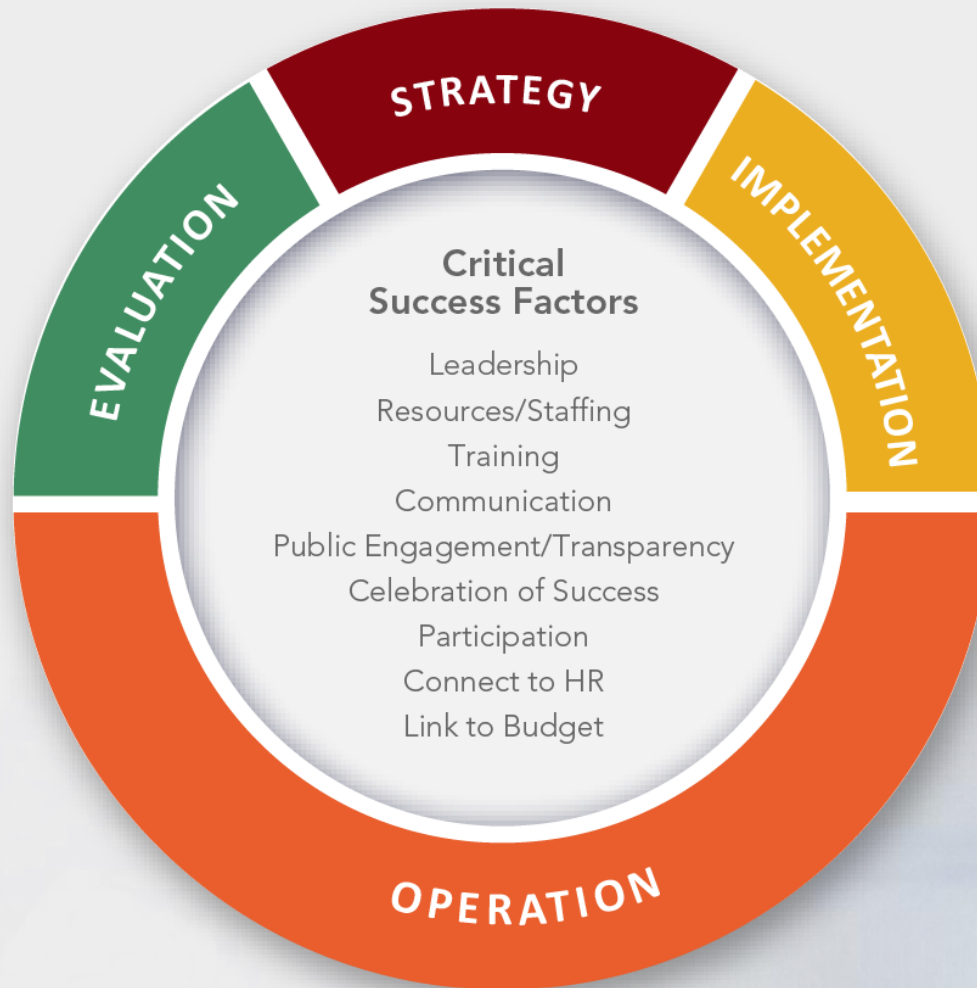 STRATEGY
IMPLEMENTATION
EVALUATION
Critical
Success Factors
Leadership
Resources/Staffing
Training
Communication
Public Engagement/Transparency
Celebration of Success
Participation
Connect to HR
Link to Budget
OPERATION